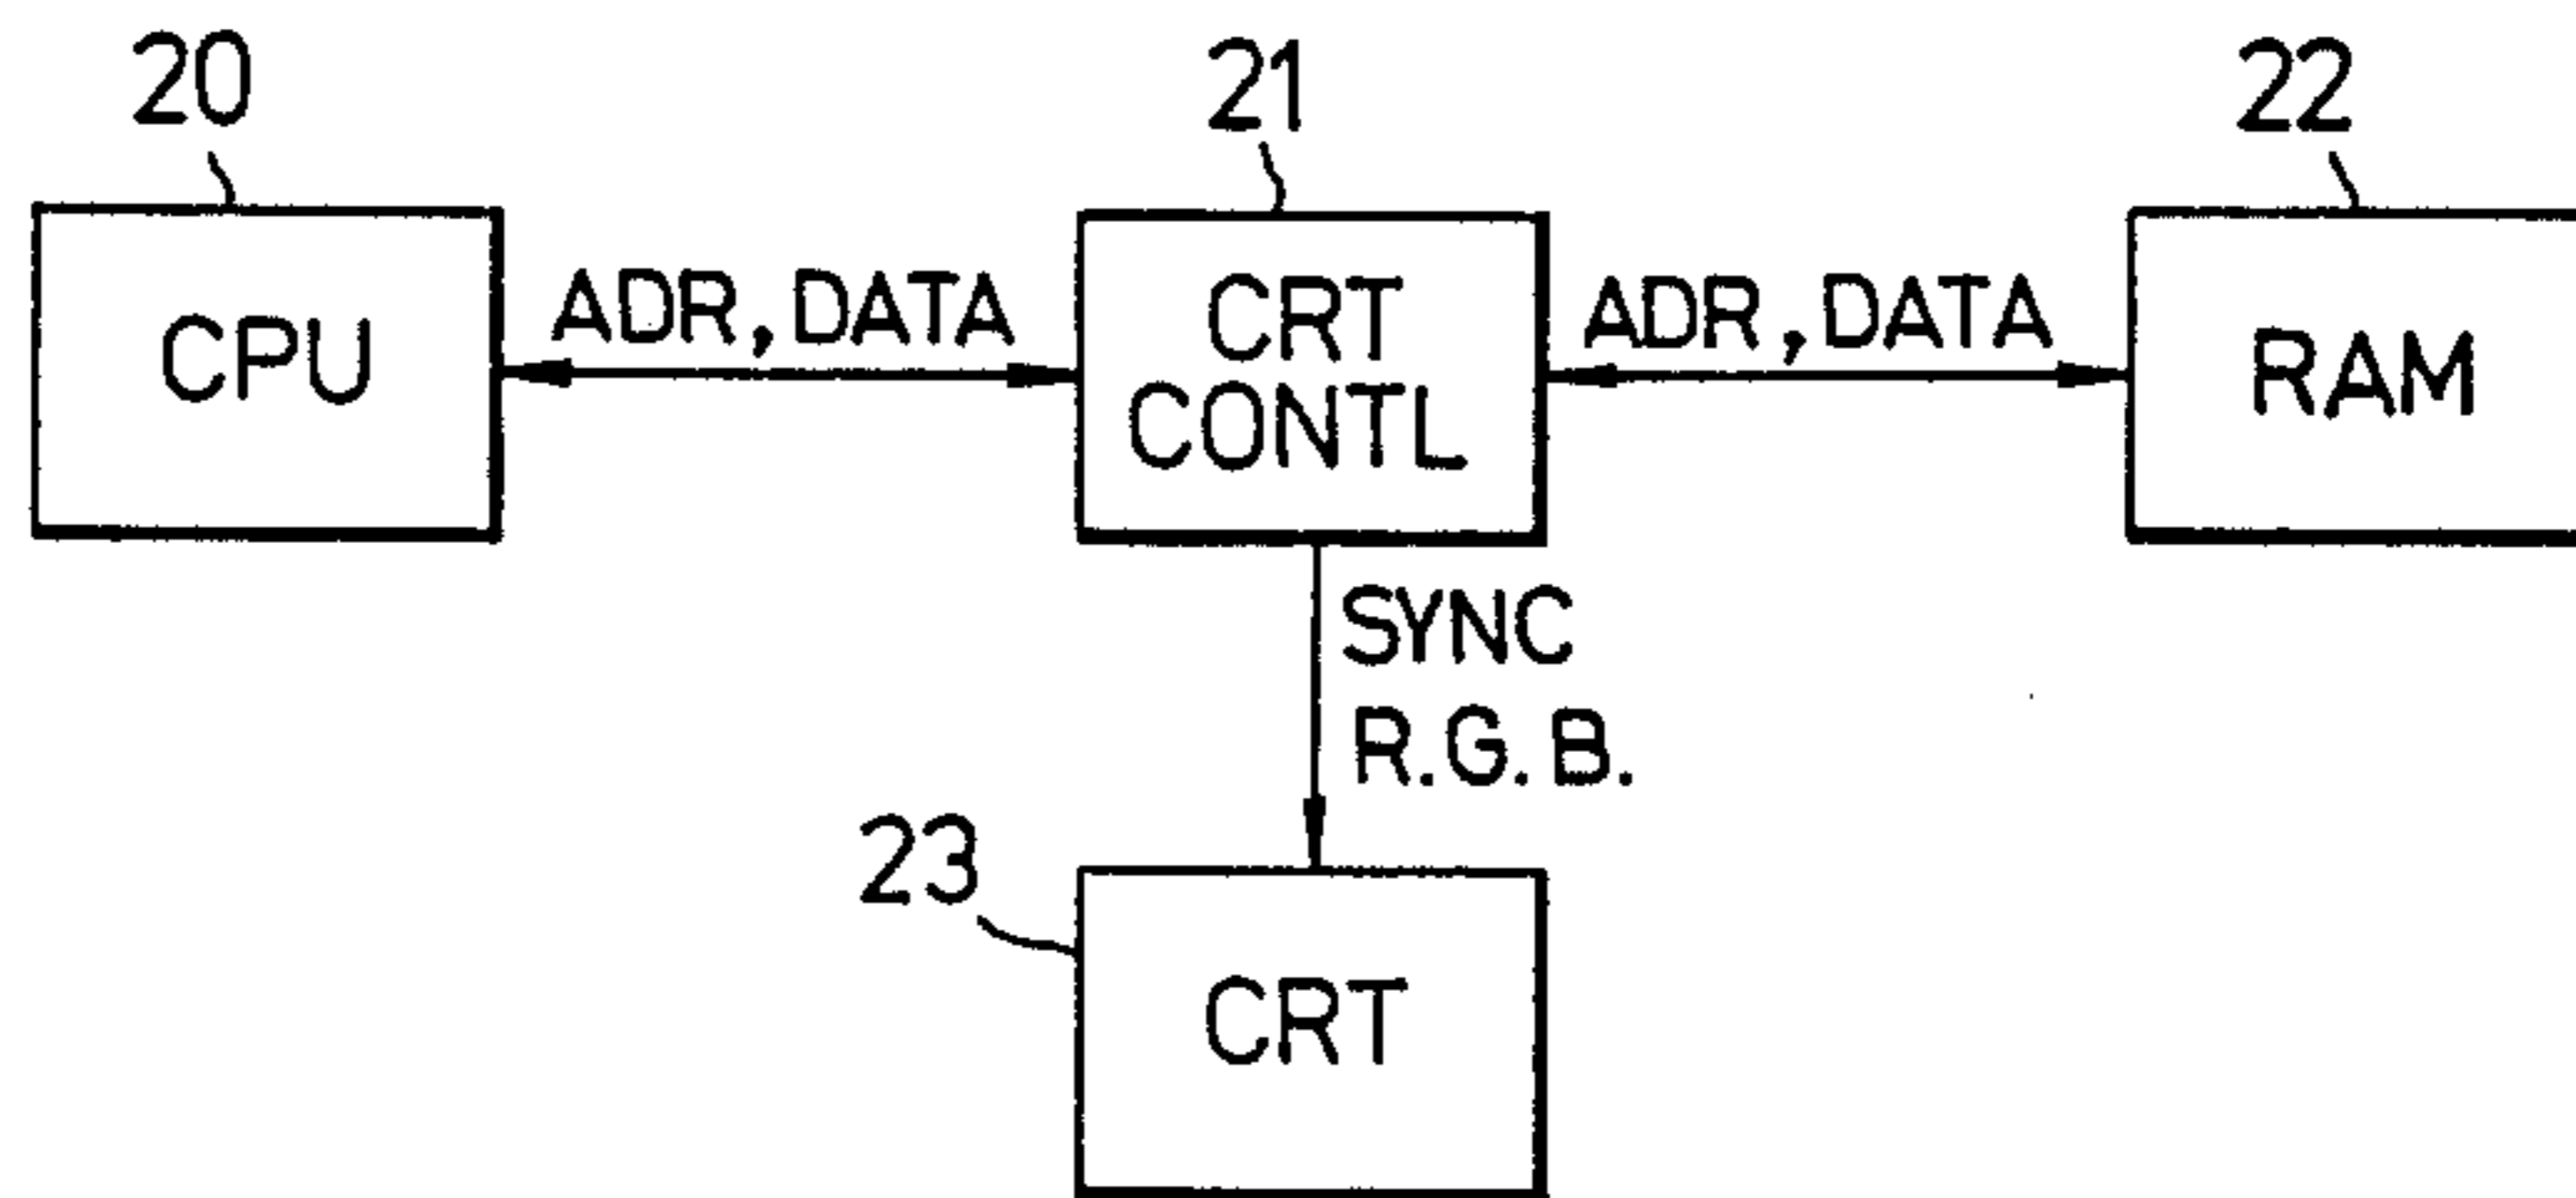 20
21
22
CPU
ADR, DATA
CRT
CONTL
ADR, DATA
RAM
SYNC
R.G.B.
23
CRT